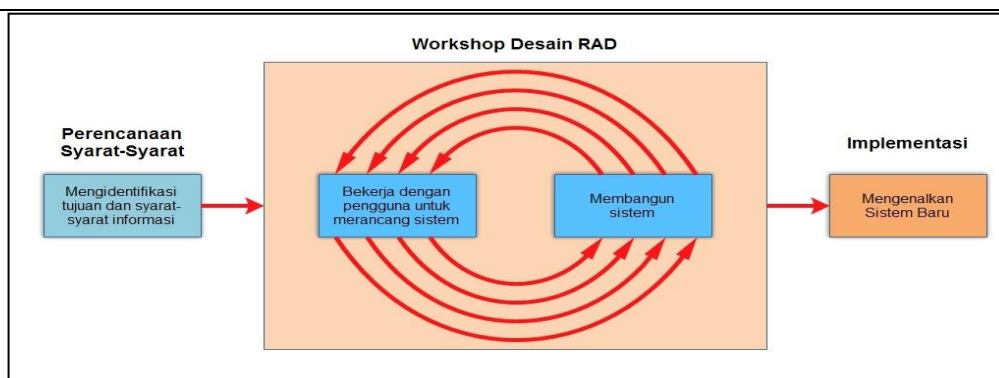 Workshop Desain RAD
Perencanaan
Syarat-Syarat
Mengidentifikasi
tujuan dan syarat-
syarat informasi
Bekerja dengan
pengguna untuk
merancang sistem
Membangun
sistem
Implementasi
Mengenalkan
Sistem Baru